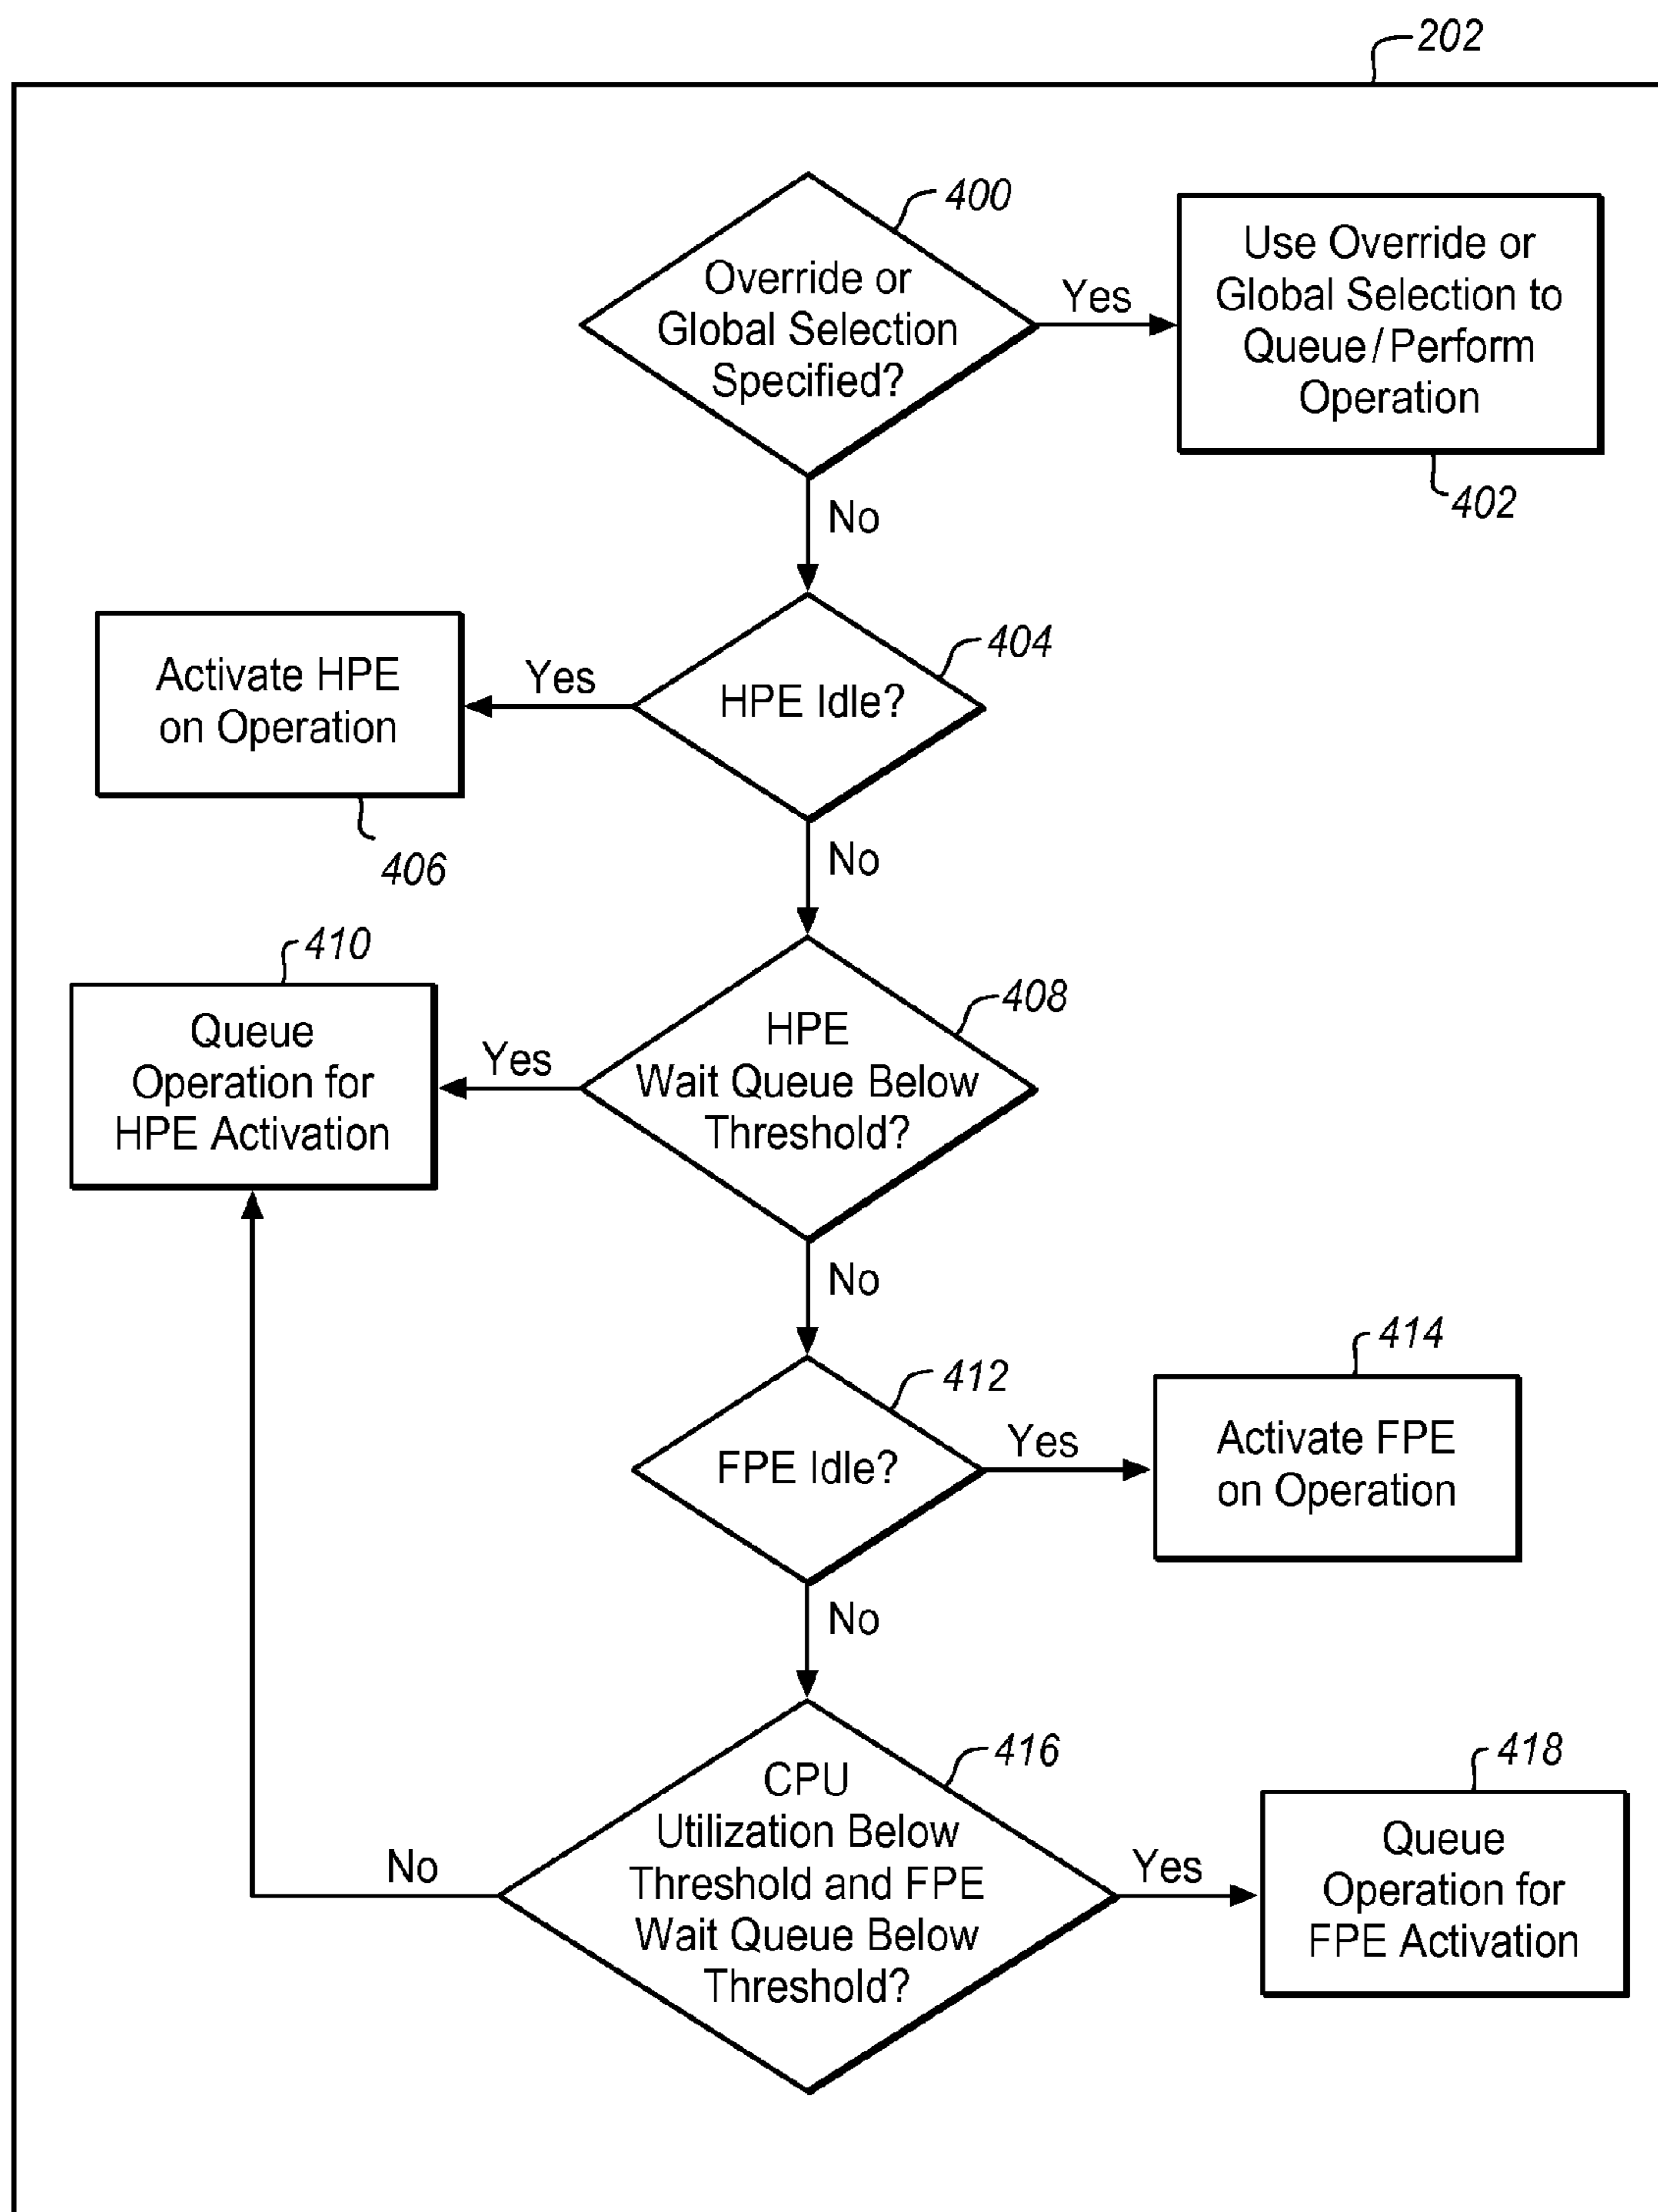 202
400
Override or
Global Selection
Specified?
Yes
Use Override or
Global Selection to
Queue/Perform
Operation
402
No
404
HPE Idle?
Yes
Activate HPE
on Operation
406
No
408
HPE
Wait Queue Below
Threshold?
Yes
410
Queue
Operation for
HPE Activation
No
412
FPE Idle?
Yes
414
Activate FPE
on Operation
No
416
CPU
Utilization Below
Threshold and FPE
Wait Queue Below
Threshold?
No
Yes
418
Queue
Operation for
FPE Activation